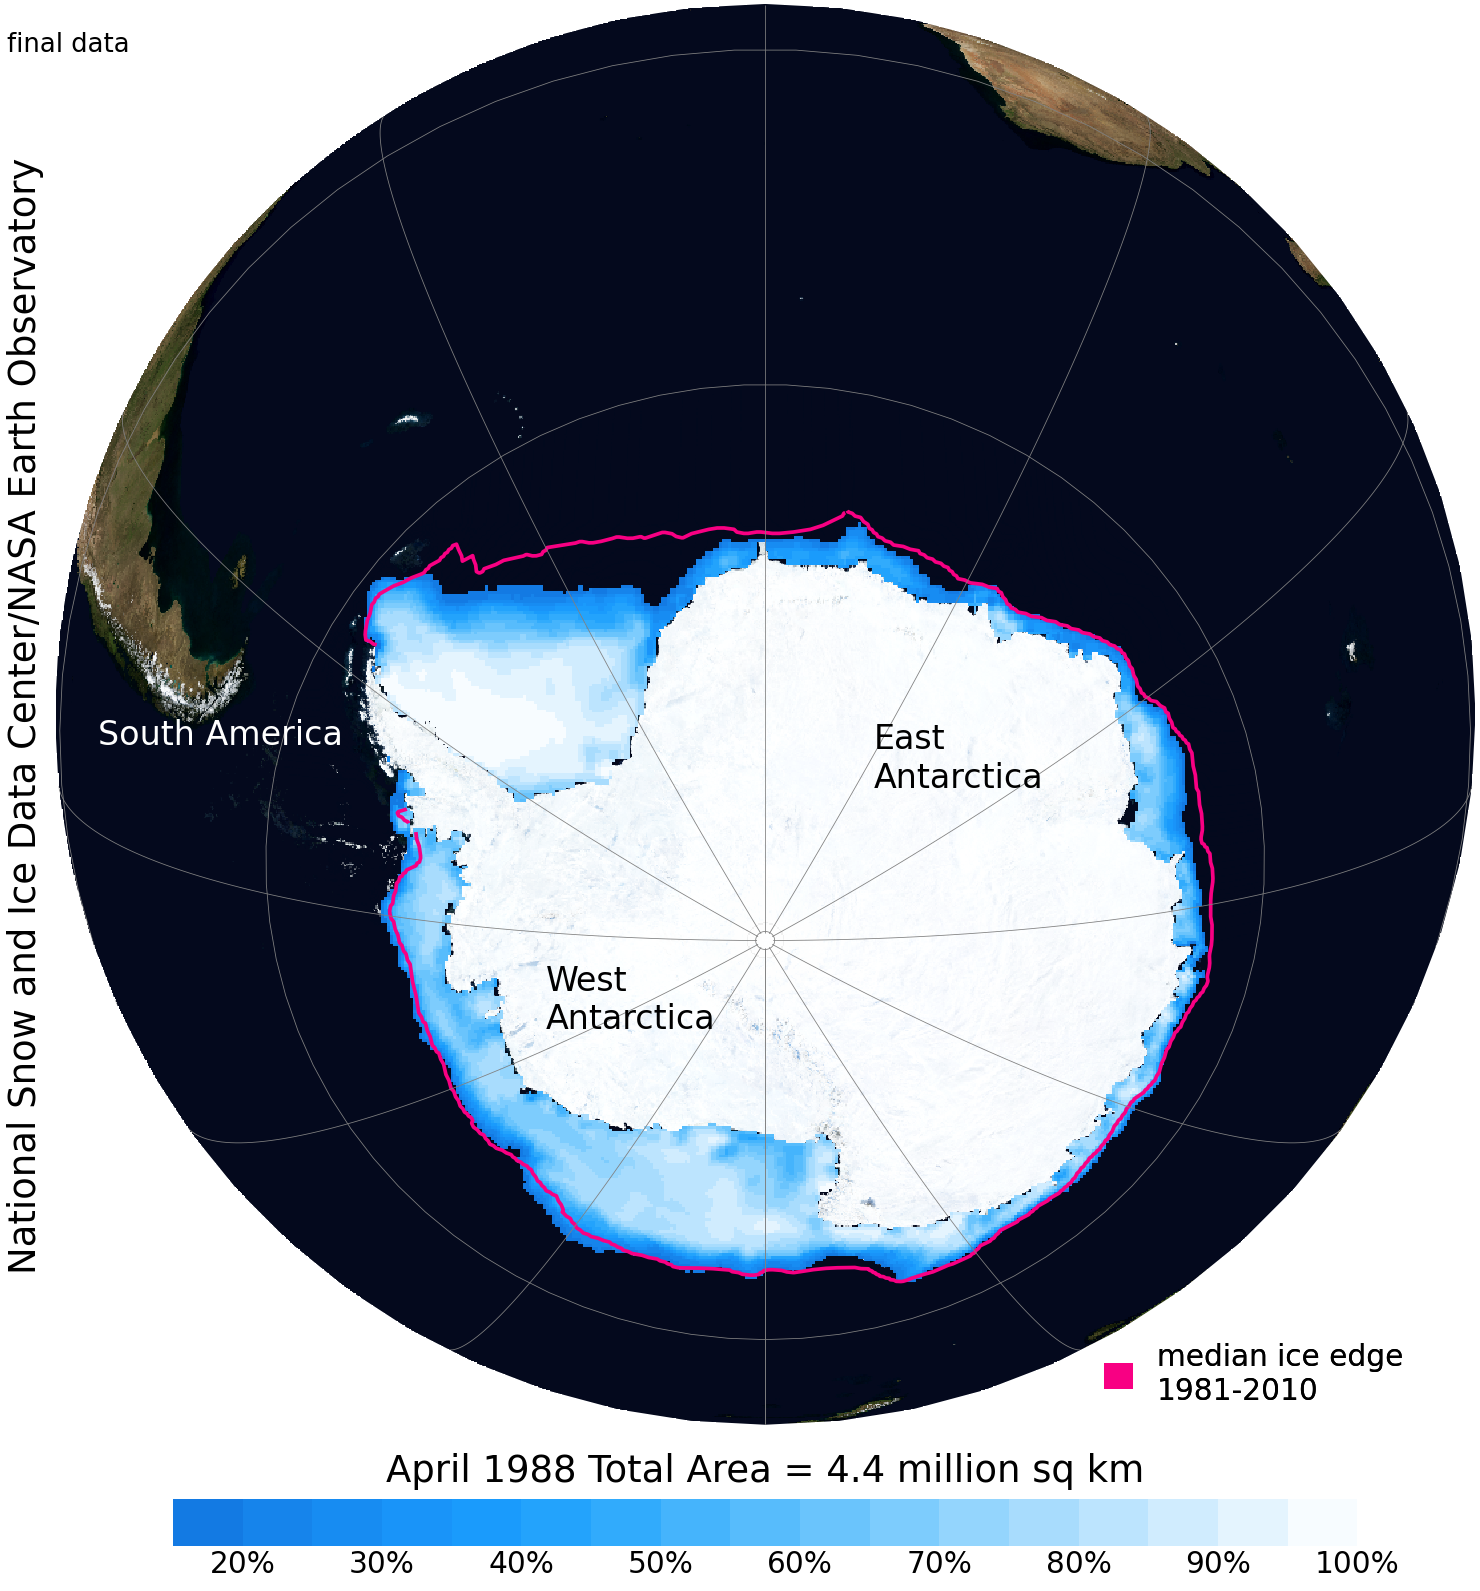 final data
National Snow and Ice Data Center/NASA Earth Observatory
South America
East
Antarctica
West
Antarctica
median ice edge
1981-2010
April 1988 Total Area = 4.4 million sq km
20% 30% 40% 50% 60% 70% 80% 90% 100%